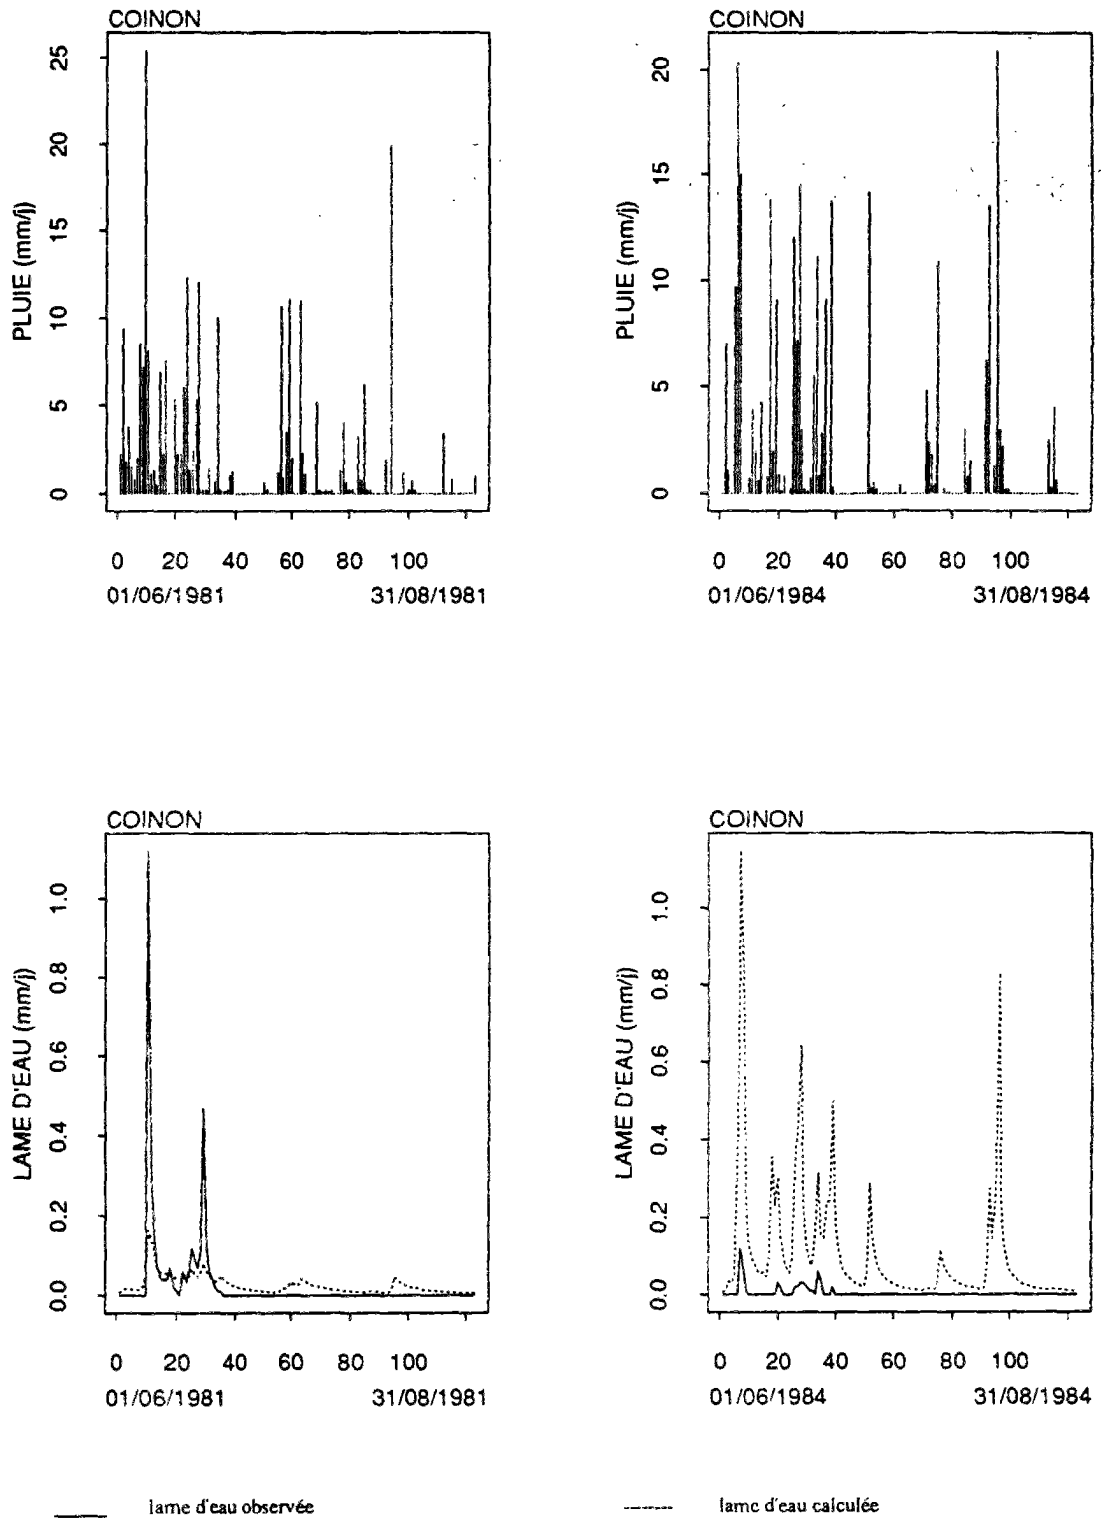 COINON
PLUIE (mm/j)
25
20
15
10
5
0
0 20 40 60 80 100
01/06/1981 31/08/1981
COINON
PLUIE (mm/j)
20
15
10
5
0
0 20 40 60 80 100
01/06/1984 31/08/1984
COINON
LAME D'EAU (mm/j)
1.0
0.8
0.6
0.4
0.2
0.0
0 20 40 60 80 100
01/06/1981 31/08/1981
COINON
LAME D'EAU (mm/j)
1.0
0.8
0.6
0.4
0.2
0.0
0 20 40 60 80 100
01/06/1984 31/08/1984
lame d'eau observée
lame d'eau calculée